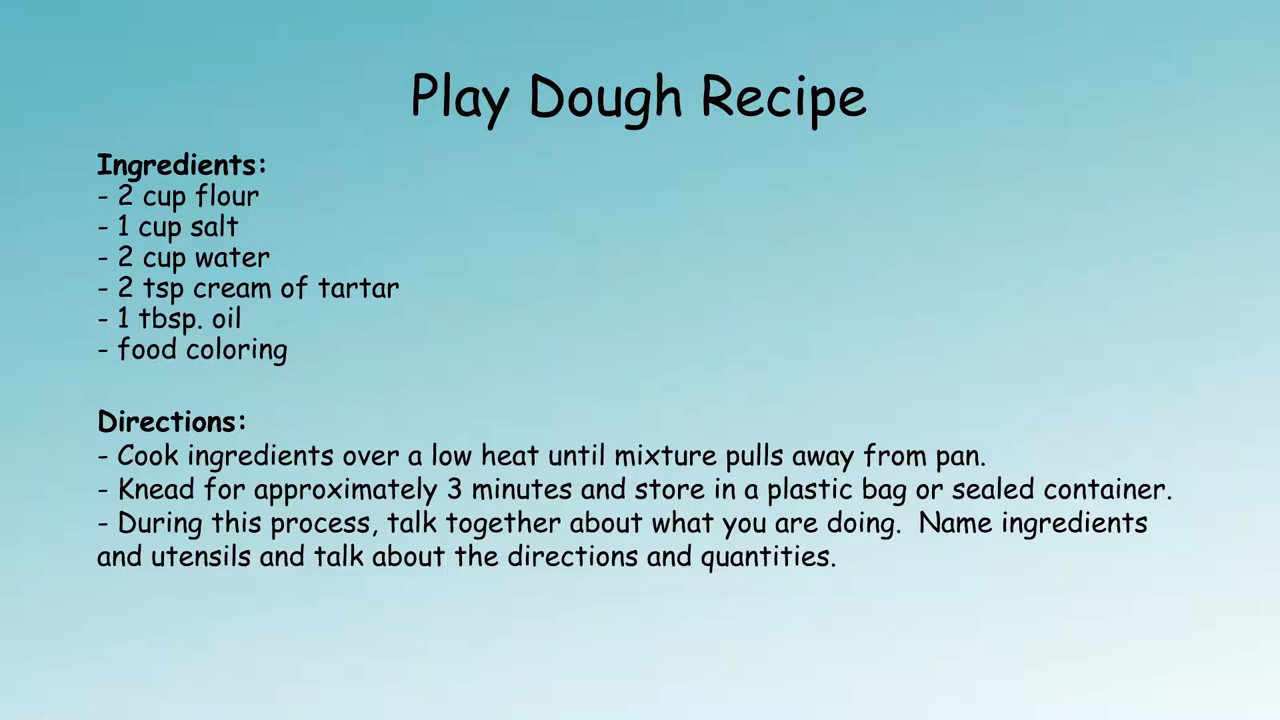 Play Dough Recipe
Ingredients:
- 2 cup flour
- 1 cup salt
- 2 cup water
- 2 tsp cream of tartar
- 1 tbsp. oil
- food coloring
Directions:
- Cook ingredients over a low heat until mixture pulls away from pan.
- Knead for approximately 3 minutes and store in a plastic bag or sealed container.
- During this process, talk together about what you are doing.  Name ingredients
and utensils and talk about the directions and quantities.